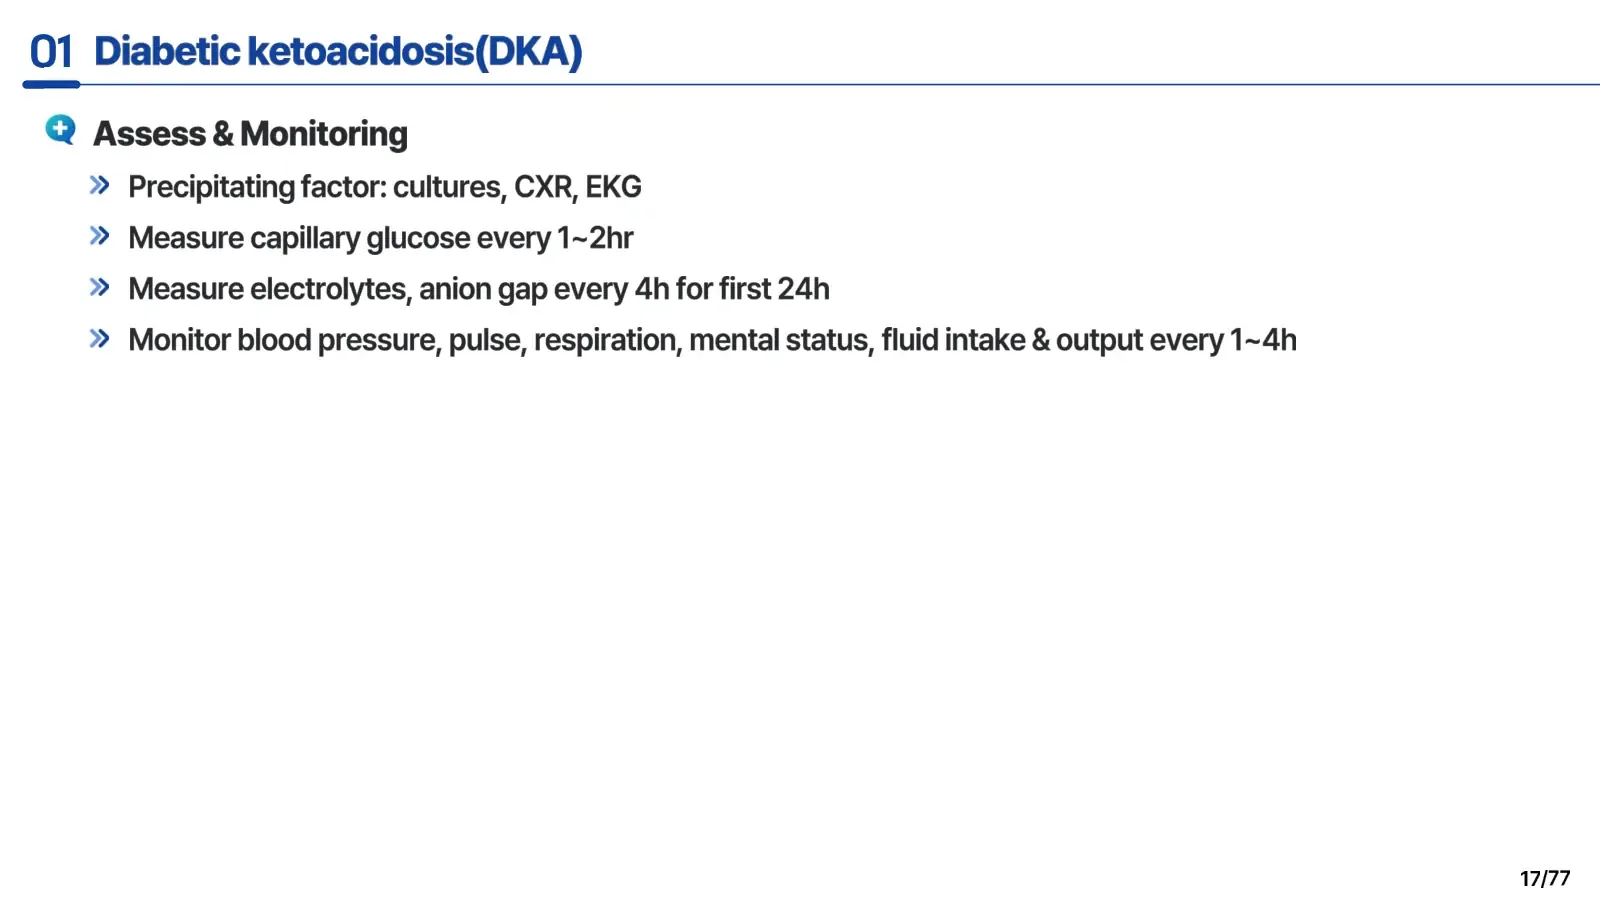 01 Diabetic ketoacidosis(DKA)
Assess & Monitoring
Precipitating factor: cultures, CXR, EKG
Measure capillary glucose every 1~2hr
Measure electrolytes, anion gap every 4h for first 24h
Monitor blood pressure, pulse, respiration, mental status, fluid intake & output every 1~4h
17/77